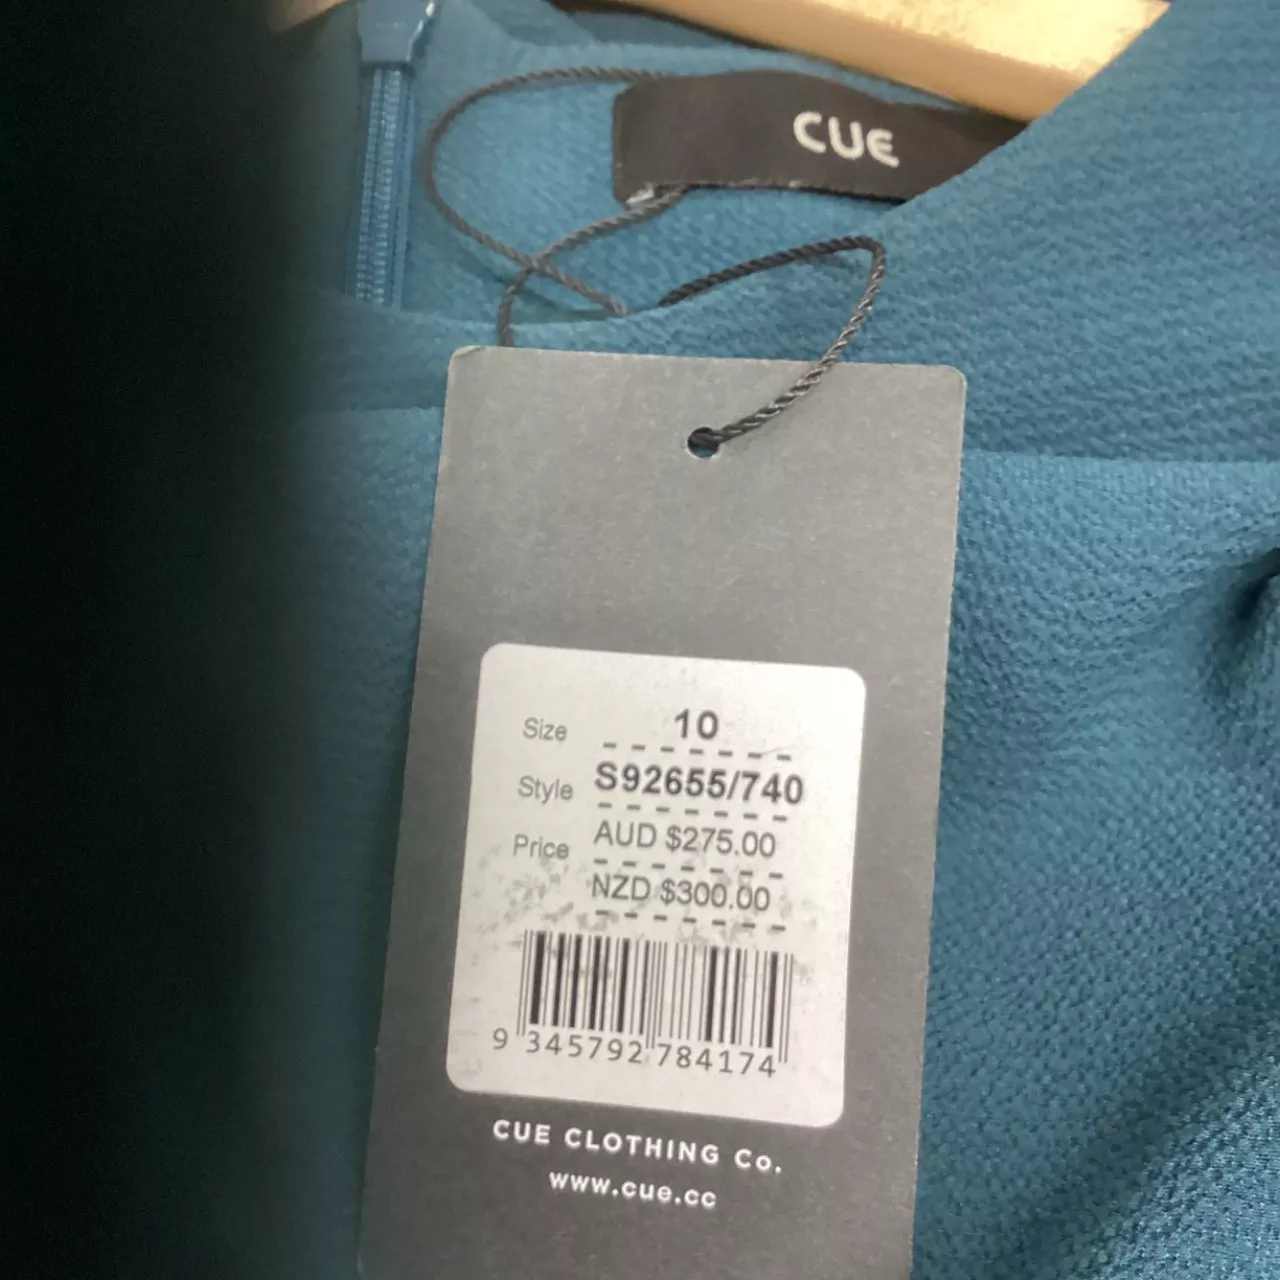 CUE
Size 10
Style S92655/740
Price AUD $275.00
NZD $300.00
9 345792 784174
CUE CLOTHING Co.
www.cue.cc